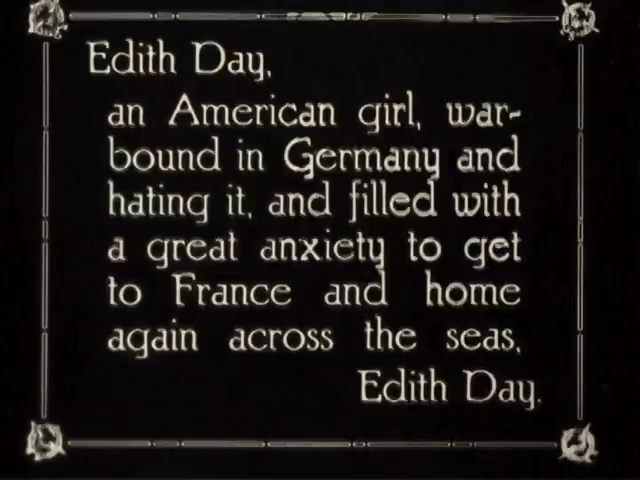 Edith Day,
an American girl, war-
bound in Germany and
hating it, and filled with
a great anxiety to get
to France and home
again across the seas,
Edith Day.